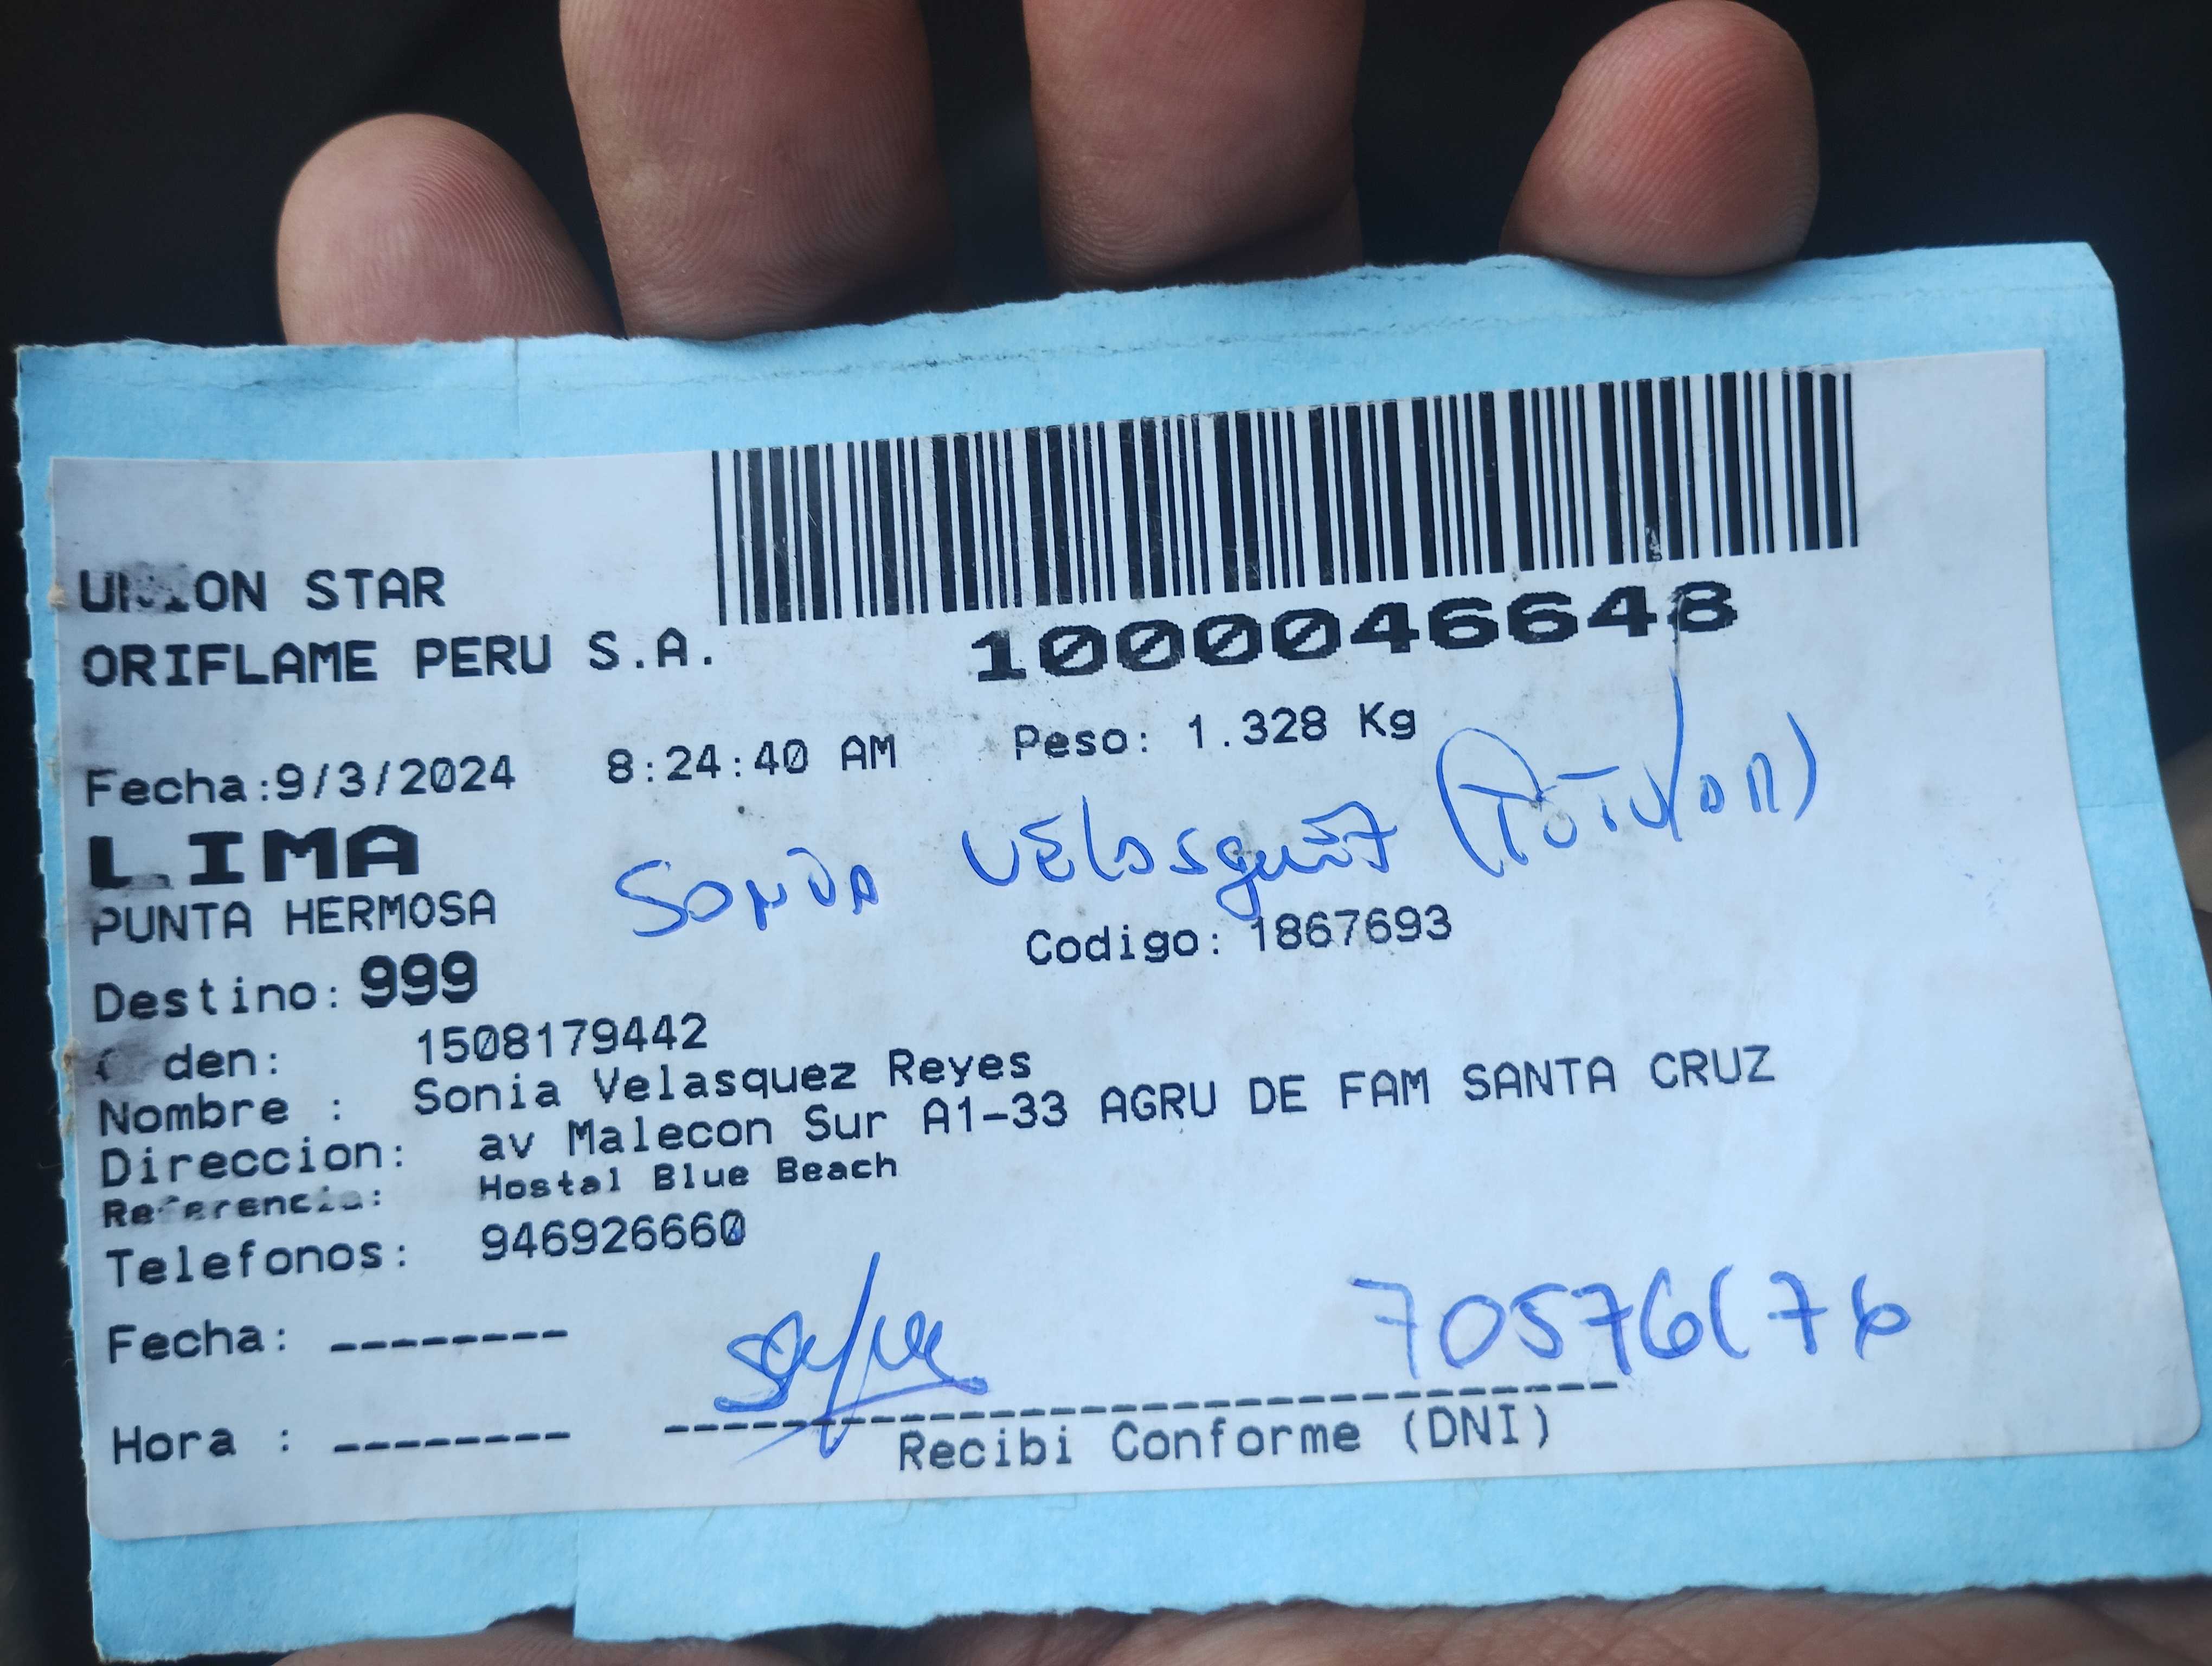 UNION STAR
ORIFLAME PERU S.A.
1000046648
Fecha:9/3/2024 8:24:40 AM Peso: 1.328 Kg
LIMA
Sonia Velasquez (TiTular)
PUNTA HERMOSA
Codigo: 1867693
Destino: 999
den: 1508179442
Nombre : Sonia Velasquez Reyes
Direccion: av Malecon Sur A1-33 AGRU DE FAM SANTA CRUZ
Referencia: Hostal Blue Beach
Telefonos: 946926660
Fecha: --------
70576176
Hora : --------
Recibi Conforme (DNI)